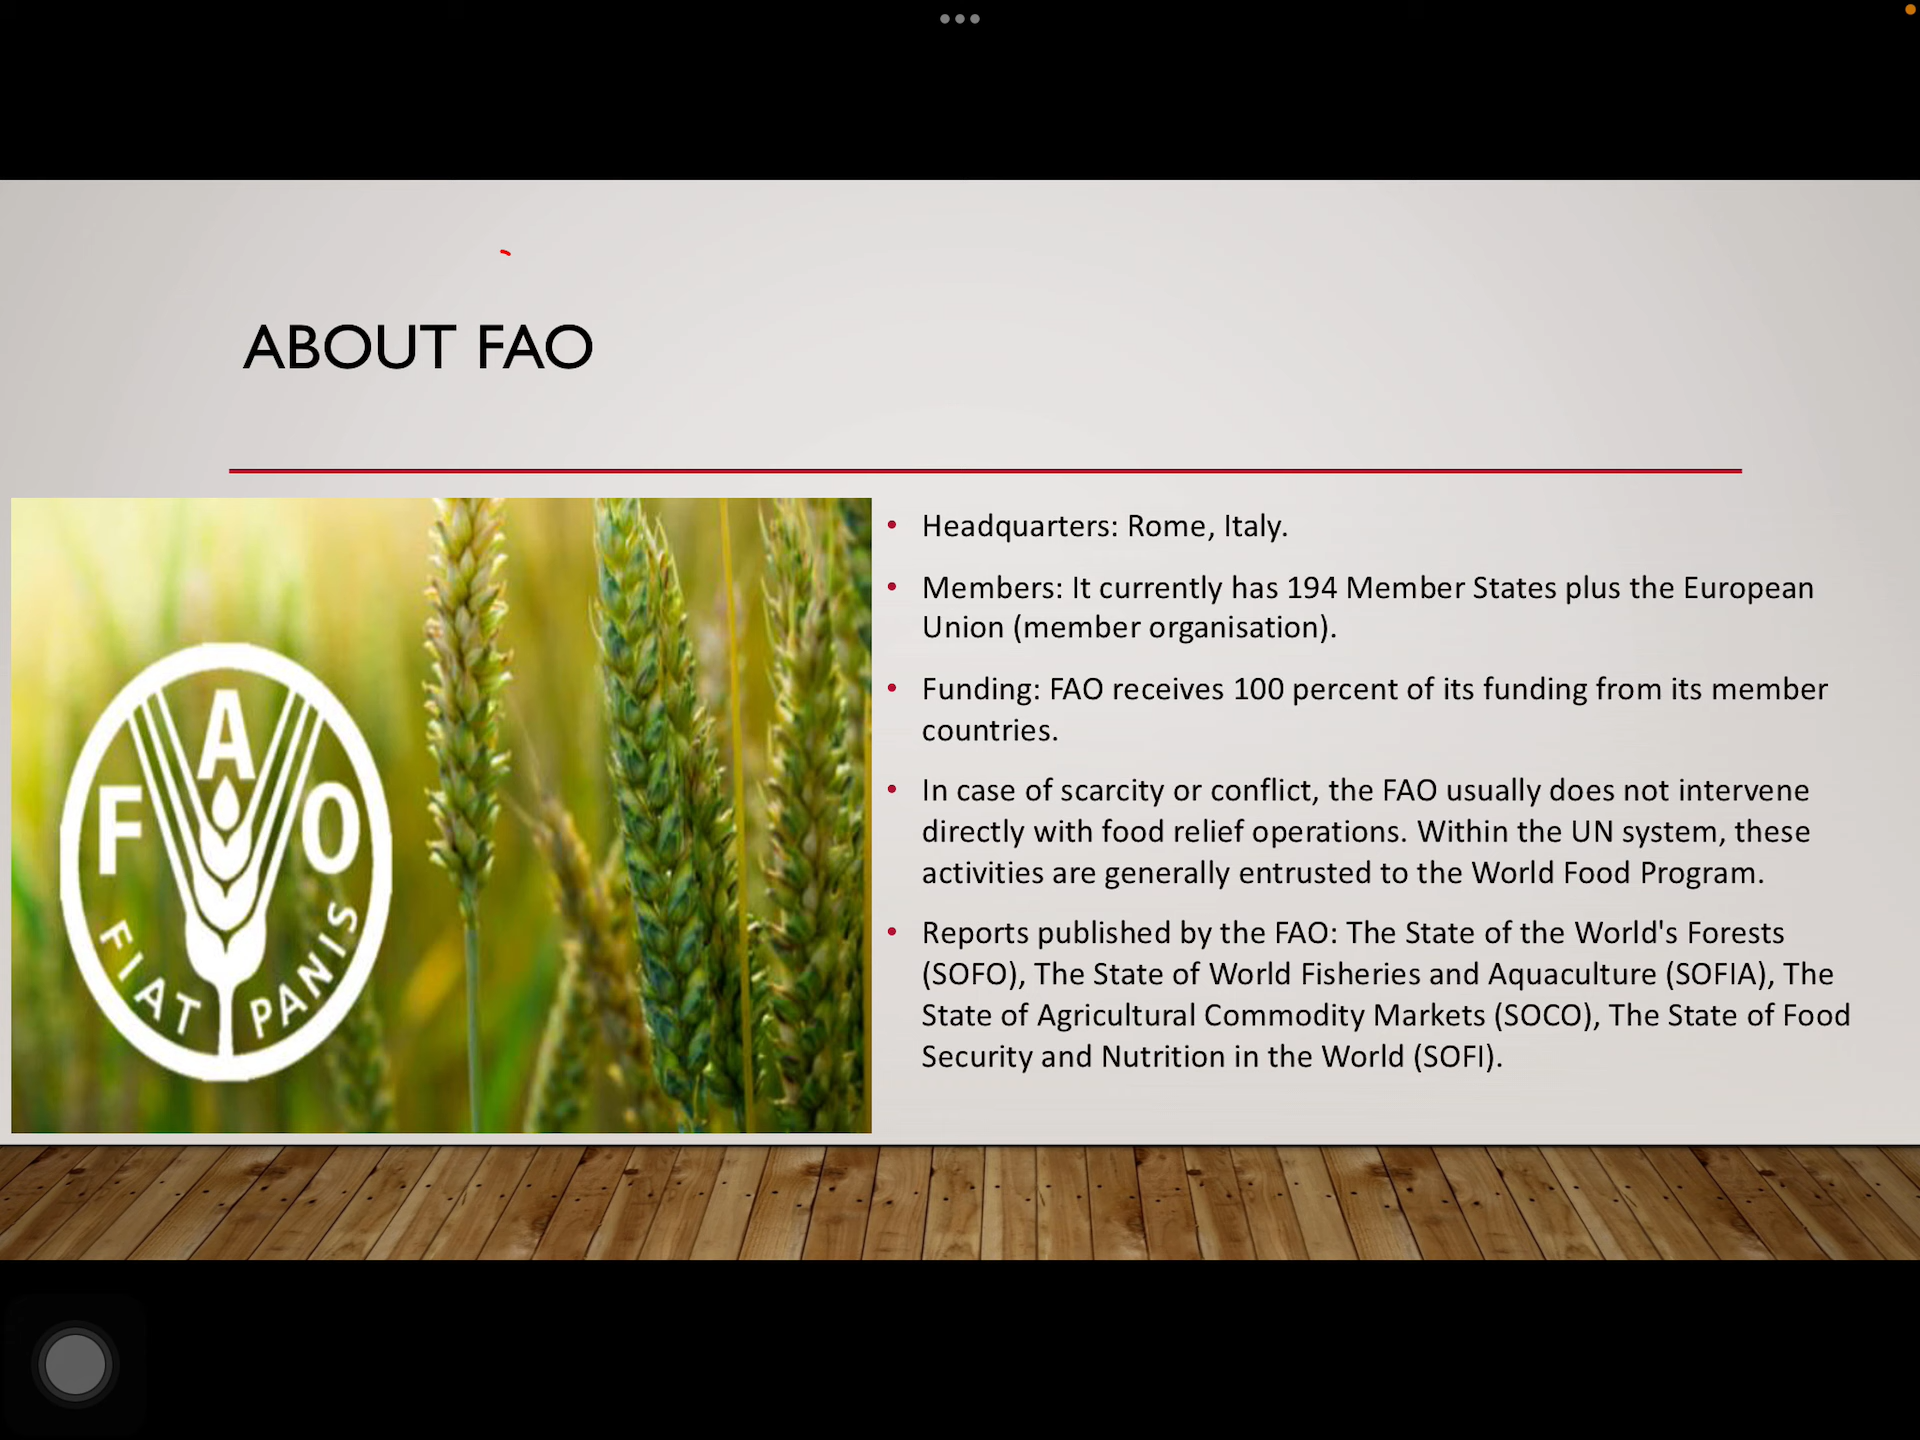 ABOUT FAO
F A O
FIAT PANIS
• Headquarters: Rome, Italy.
• Members: It currently has 194 Member States plus the European
Union (member organisation).
• Funding: FAO receives 100 percent of its funding from its member
countries.
• In case of scarcity or conflict, the FAO usually does not intervene
directly with food relief operations. Within the UN system, these
activities are generally entrusted to the World Food Program.
• Reports published by the FAO: The State of the World's Forests
(SOFO), The State of World Fisheries and Aquaculture (SOFIA), The
State of Agricultural Commodity Markets (SOCO), The State of Food
Security and Nutrition in the World (SOFI).